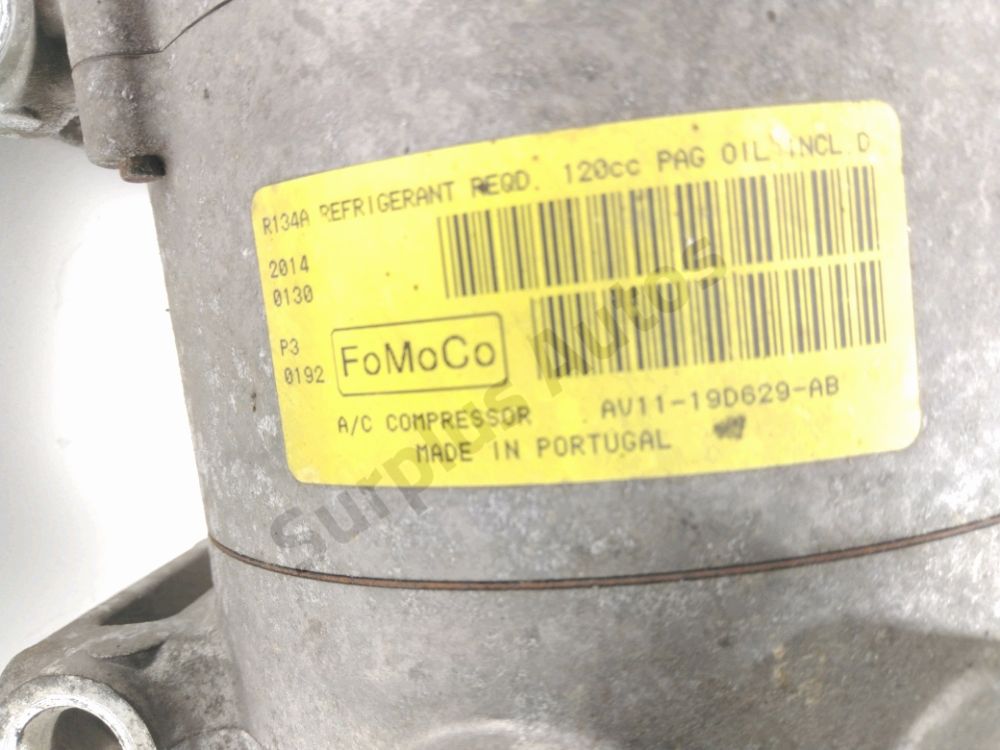 R134A REFRIGERANT REQD. 120cc PAG OIL INCL.D
2014
0130
P3
0192
FoMoCo
A/C COMPRESSOR AV11-19D629-AB
MADE IN PORTUGAL
Surplus Autos